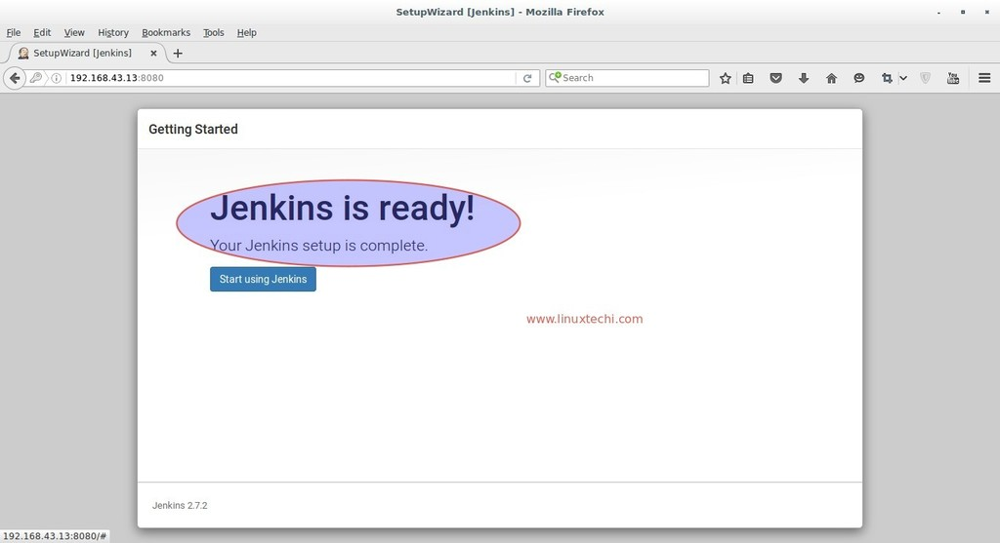 SetupWizard [Jenkins] - Mozilla Firefox
File Edit View History Bookmarks Tools Help
SetupWizard [Jenkins]
192.168.43.13:8080
Search
You
Getting Started
Jenkins is ready!
Your Jenkins setup is complete.
Start using Jenkins
www.linuxtechi.com
Jenkins 2.7.2
192.168.43.13:8080/#